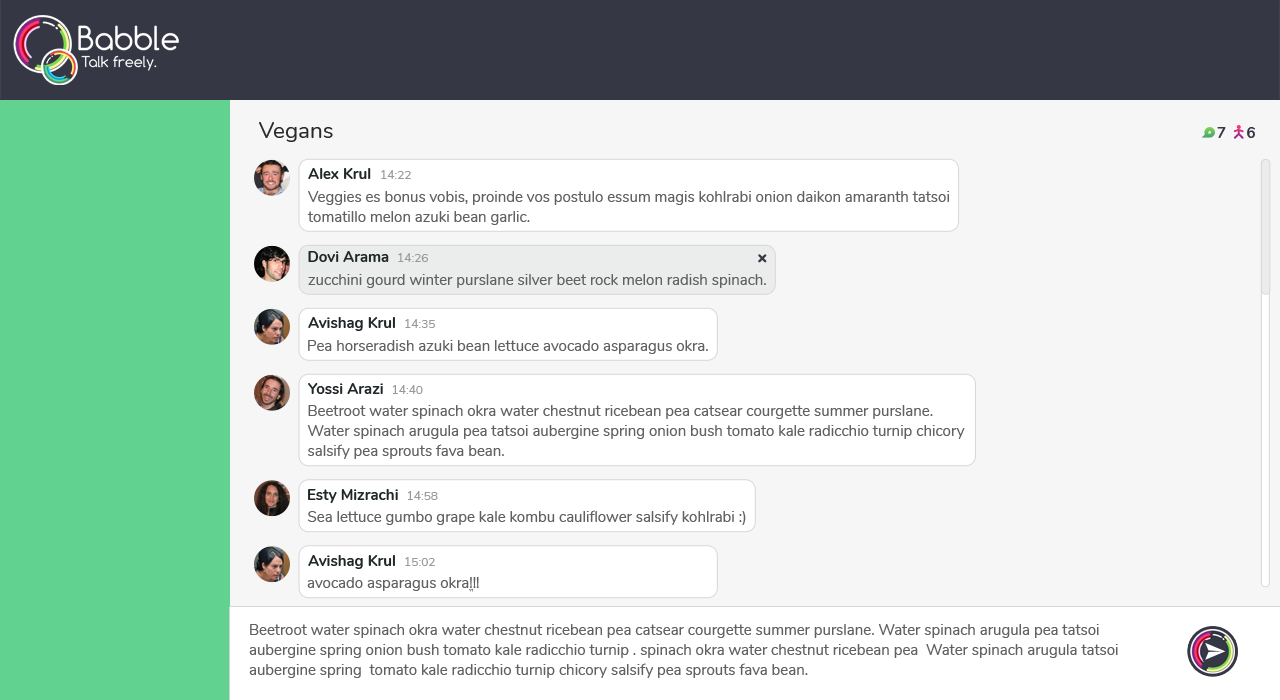 Babble
Talk freely.
Vegans
7 6
Alex Krul 14:22
Veggies es bonus vobis, proinde vos postulo essum magis kohlrabi onion daikon amaranth tatsoi
tomatillo melon azuki bean garlic.
Dovi Arama 14:26
zucchini gourd winter purslane silver beet rock melon radish spinach.
Avishag Krul 14:35
Pea horseradish azuki bean lettuce avocado asparagus okra.
Yossi Arazi 14:40
Beetroot water spinach okra water chestnut ricebean pea catsear courgette summer purslane.
Water spinach arugula pea tatsoi aubergine spring onion bush tomato kale radicchio turnip chicory
salsify pea sprouts fava bean.
Esty Mizrachi 14:58
Sea lettuce gumbo grape kale kombu cauliflower salsify kohlrabi :)
Avishag Krul 15:02
avocado asparagus okra!!!
Beetroot water spinach okra water chestnut ricebean pea catsear courgette summer purslane. Water spinach arugula pea tatsoi
aubergine spring onion bush tomato kale radicchio turnip . spinach okra water chestnut ricebean pea  Water spinach arugula tatsoi
aubergine spring  tomato kale radicchio turnip chicory salsify pea sprouts fava bean.